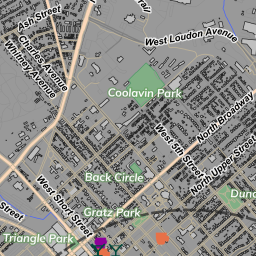 Ash Street
West Loudon Avenue
Charles Avenue
Whitney Avenue
Coolavin Park
North Broadway
West 5th Street
North Upper Street
Back Circle
West Short Street
Gratz Park
Street
Triangle Park